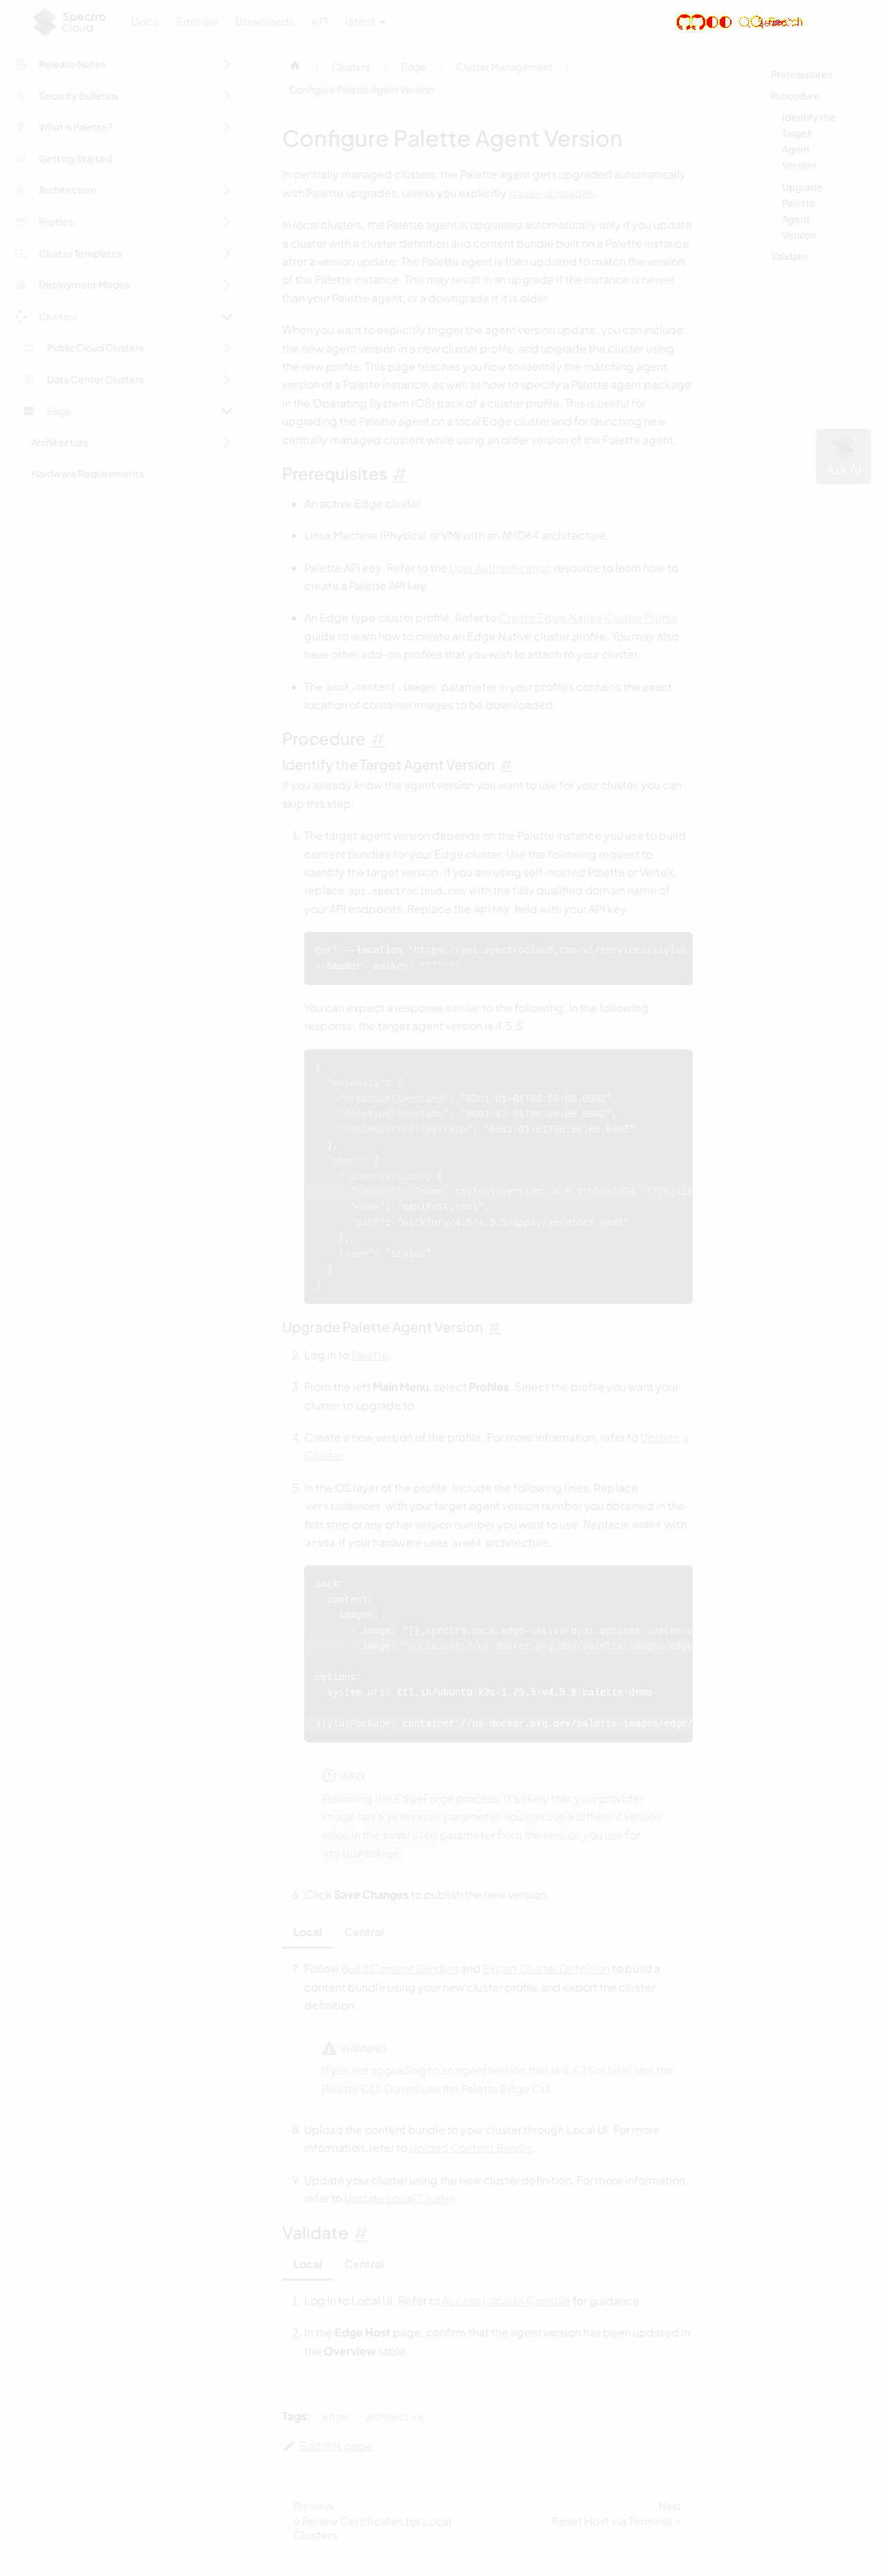 Spectro
Cloud
Docs
Tutorials
Downloads
API
latest
Release Notes
Security Bulletins
What is Palette?
Getting Started
Architecture
Profiles
Cluster Templates
Deployment Modes
Clusters
Public Cloud Clusters
Data Center Clusters
Edge
Architecture
Hardware Requirements
Clusters
Edge
Cluster Management
Configure Palette Agent Version
Configure Palette Agent Version
In centrally managed clusters, the Palette agent gets upgraded automatically
with Palette upgrades, unless you explicitly pause upgrades.
In local clusters, the Palette agent is upgraded automatically only if you update
a cluster with a cluster definition and content bundle built on a Palette instance
after a version update. The Palette agent is then updated to match the version
of the Palette instance. This may result in an upgrade if the instance is newer
than your Palette agent, or a downgrade if it is older.
When you want to explicitly trigger the agent version update, you can include
the new agent version in a new cluster profile, and upgrade the cluster using
the new profile. This page teaches you how to identify the matching agent
version of a Palette instance, as well as how to specify a Palette agent package
in the Operating System (OS) pack of a cluster profile. This is useful for
upgrading the Palette agent on a local Edge cluster and for launching new
centrally managed clusters while using an older version of the Palette agent.
Prerequisites #
An active Edge cluster.
Linux Machine (Physical or VM) with an AMD64 architecture.
Palette API key. Refer to the User Authentication resource to learn how to
create a Palette API key.
An Edge type cluster profile. Refer to Create Edge Native Cluster Profile
guide to learn how to create an Edge Native cluster profile. You may also
have other add-on profiles that you wish to attach to your cluster.
The pack.content.images parameter in your profiles contains the exact
location of container images to be downloaded.
Procedure #
Identify the Target Agent Version #
If you already know the agent version you want to use for your cluster, you can
skip this step.
1. The target agent version depends on the Palette instance you use to build
content bundles for your Edge cluster. Use the following request to
identify the target version. If you are using self-hosted Palette or VerteX,
replace api.spectrocloud.com with the fully qualified domain name of
your API endpoints. Replace the apiKey field with your API key.
curl --location 'https://api.spectrocloud.com/v1/services/stylus/
--header 'apiKey: *******'
You can expect a response similar to the following. In the following
response, the target agent version is 4.5.5.
{
"metadata": {
"creationTimestamp": "0001-01-01T00:00:00.000Z",
"deletionTimestamp": "0001-01-01T00:00:00.000Z",
"lastModifiedTimestamp": "0001-01-01T00:00:00.000Z"
},
"spec": {
"latestVersion": {
"content": "name: stylus\nversion: 4.5.5\nbuildId: \"
"name": "manifest.yaml",
"path": "nickfury/4.5/4.5.5/apply/services.yaml"
},
"name": "stylus"
}
}
Upgrade Palette Agent Version #
2. Log in to Palette.
3. From the left Main Menu, select Profiles. Select the profile you want your
cluster to upgrade to.
4. Create a new version of the profile. For more information, refer to Update a
Cluster.
5. In the OS layer of the profile, include the following lines. Replace
versionNumber with your target agent version number you obtained in the
first step or any other version number you want to use. Replace amd64 with
arm64 if your hardware uses arm64 architecture.
pack:
content:
images:
- image: "{{.spectro.pack.edge-native-byoi.options.system.u
- image: "container://us-docker.pkg.dev/palette-images/edge
options:
system.uri: ttl.sh/ubuntu:k3s-1.29.5-v4.5.0-palette-demo
stylusPackage: container://us-docker.pkg.dev/palette-images/edge/
INFO
Following the EdgeForge process, it's likely that your provider
image has a peVersion parameter. You can use a different version
value in the peVersion parameter from the version you use for
stylusPackage.
6. Click Save Changes to publish the new version.
Local
Central
7. Follow Build Content Bundles and Export Cluster Definition to build a
content bundle using your new cluster profile and export the cluster
definition.
WARNING
If you are upgrading to an agent version that is 4.6.16 or later, use the
Palette CLI. Do not use the Palette Edge CLI.
8. Upload the content bundle to your cluster through Local UI. For more
information, refer to Upload Content Bundle.
9. Update your cluster using the new cluster definition. For more information,
refer to Update Local Cluster.
Validate #
Local
Central
1. Log in to Local UI. Refer to Access Local UI Console for guidance.
2. In the Edge Host page, confirm that the agent version has been updated in
the Overview table.
Tags:
edge
architecture
Edit this page
Previous
« Renew Certificates for Local
Clusters
Next
Reset Host via Terminal »
Prerequisites
Procedure
Identify the
Target
Agent
Version
Upgrade
Palette
Agent
Version
Validate
Ask AI